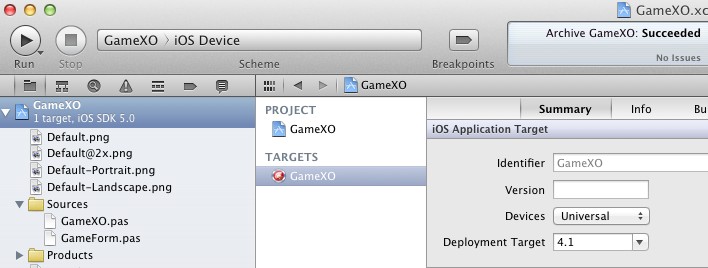 GameXO.xc
Run
Stop
GameXO
iOS Device
Scheme
Breakpoints
Archive GameXO: Succeeded
No Issues
GameXO
GameXO
1 target, iOS SDK 5.0
Default.png
Default@2x.png
Default-Portrait.png
Default-Landscape.png
Sources
GameXO.pas
GameForm.pas
Products
PROJECT
GameXO
TARGETS
GameXO
Summary
Info
Bu
iOS Application Target
Identifier GameXO
Version
Devices Universal
Deployment Target 4.1